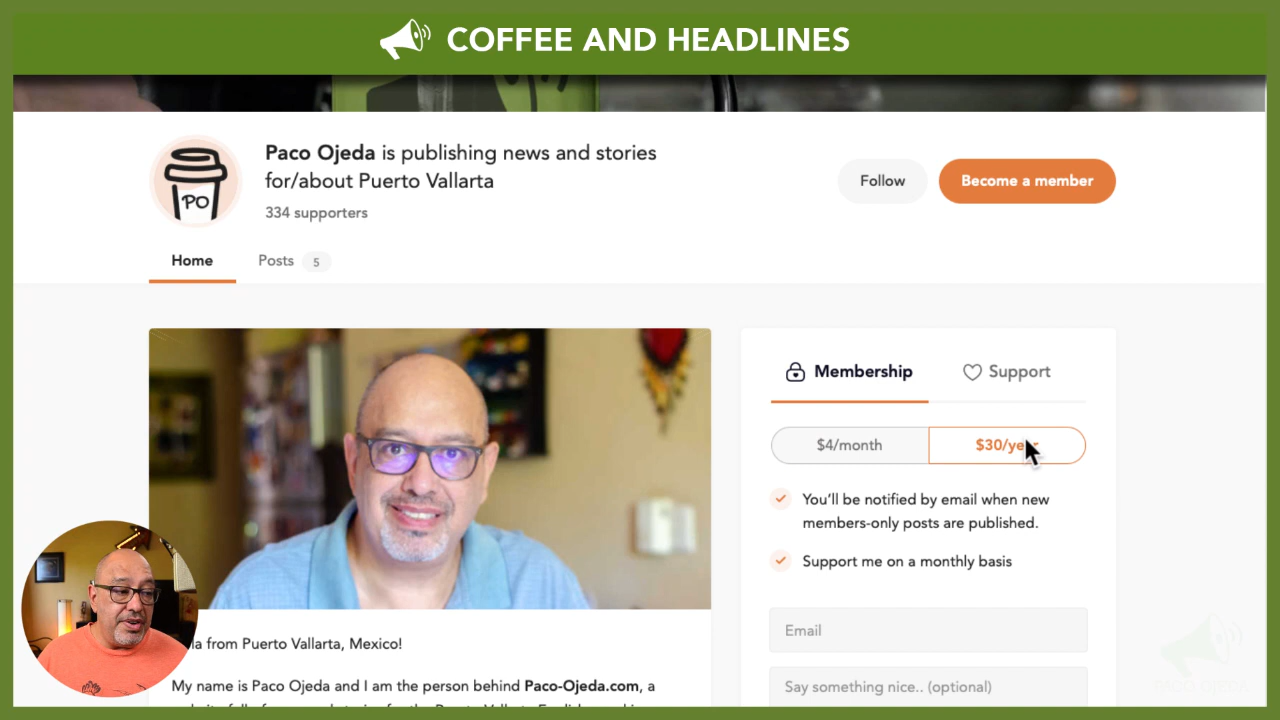 COFFEE AND HEADLINES
PO
Paco Ojeda is publishing news and stories
for/about Puerto Vallarta
334 supporters
Follow
Become a member
Home
Posts 5
Membership
Support
$4/month
$30/year
You'll be notified by email when new
members-only posts are published.
Support me on a monthly basis
Email
Say something nice.. (optional)
from Puerto Vallarta, Mexico!
My name is Paco Ojeda and I am the person behind Paco-Ojeda.com, a
PACO OJEDA